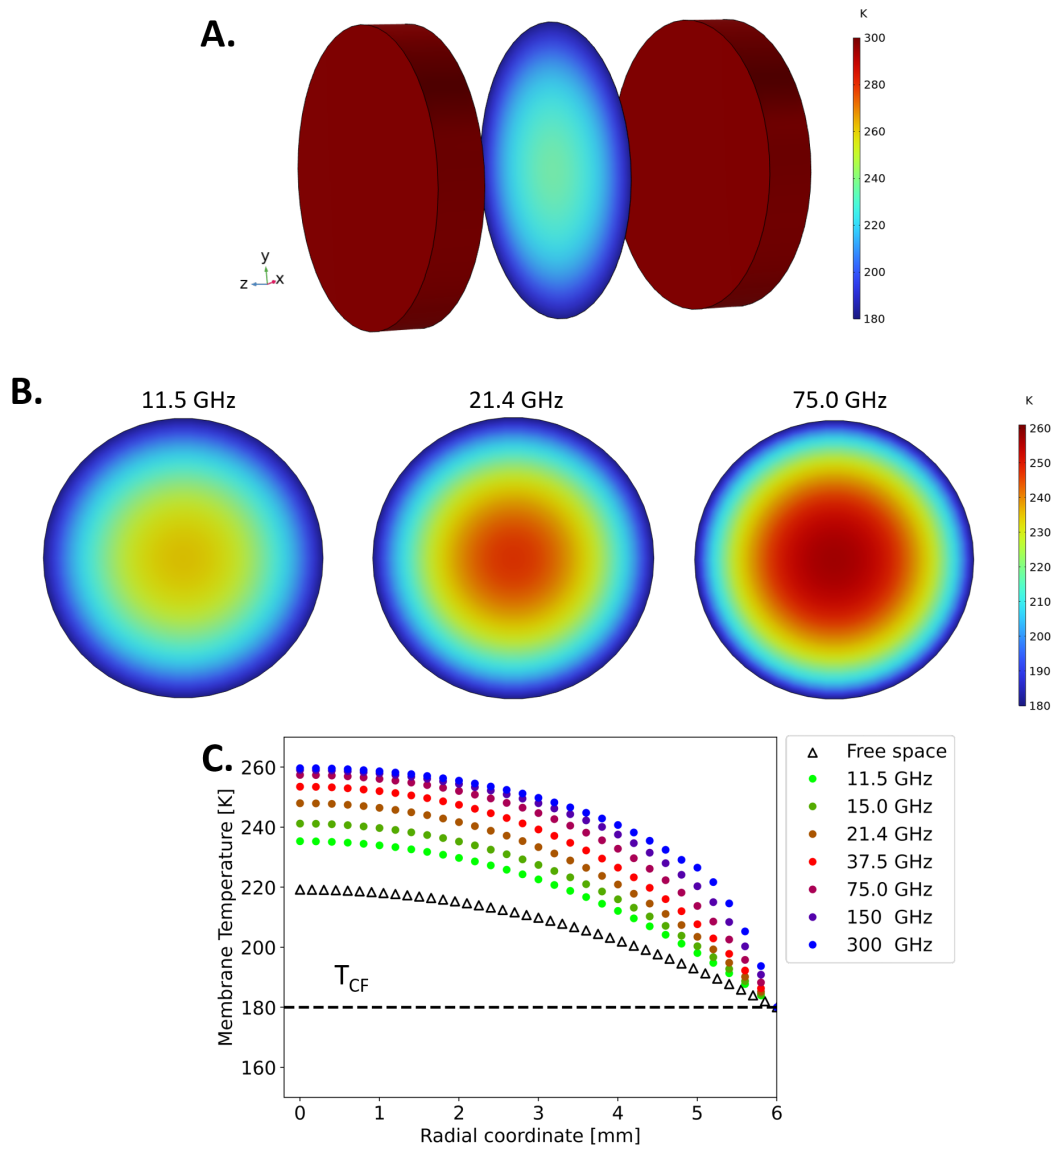 A.
K
300
280
260
240
220
200
180
y
z
x
B.
11.5 GHz
21.4 GHz
75.0 GHz
K
260
250
240
230
220
210
200
190
180
C.
Membrane Temperature [K]
260
240
220
200
180
160
T_CF
0 1 2 3 4 5 6
Radial coordinate [mm]
Free space
11.5 GHz
15.0 GHz
21.4 GHz
37.5 GHz
75.0 GHz
150 GHz
300 GHz